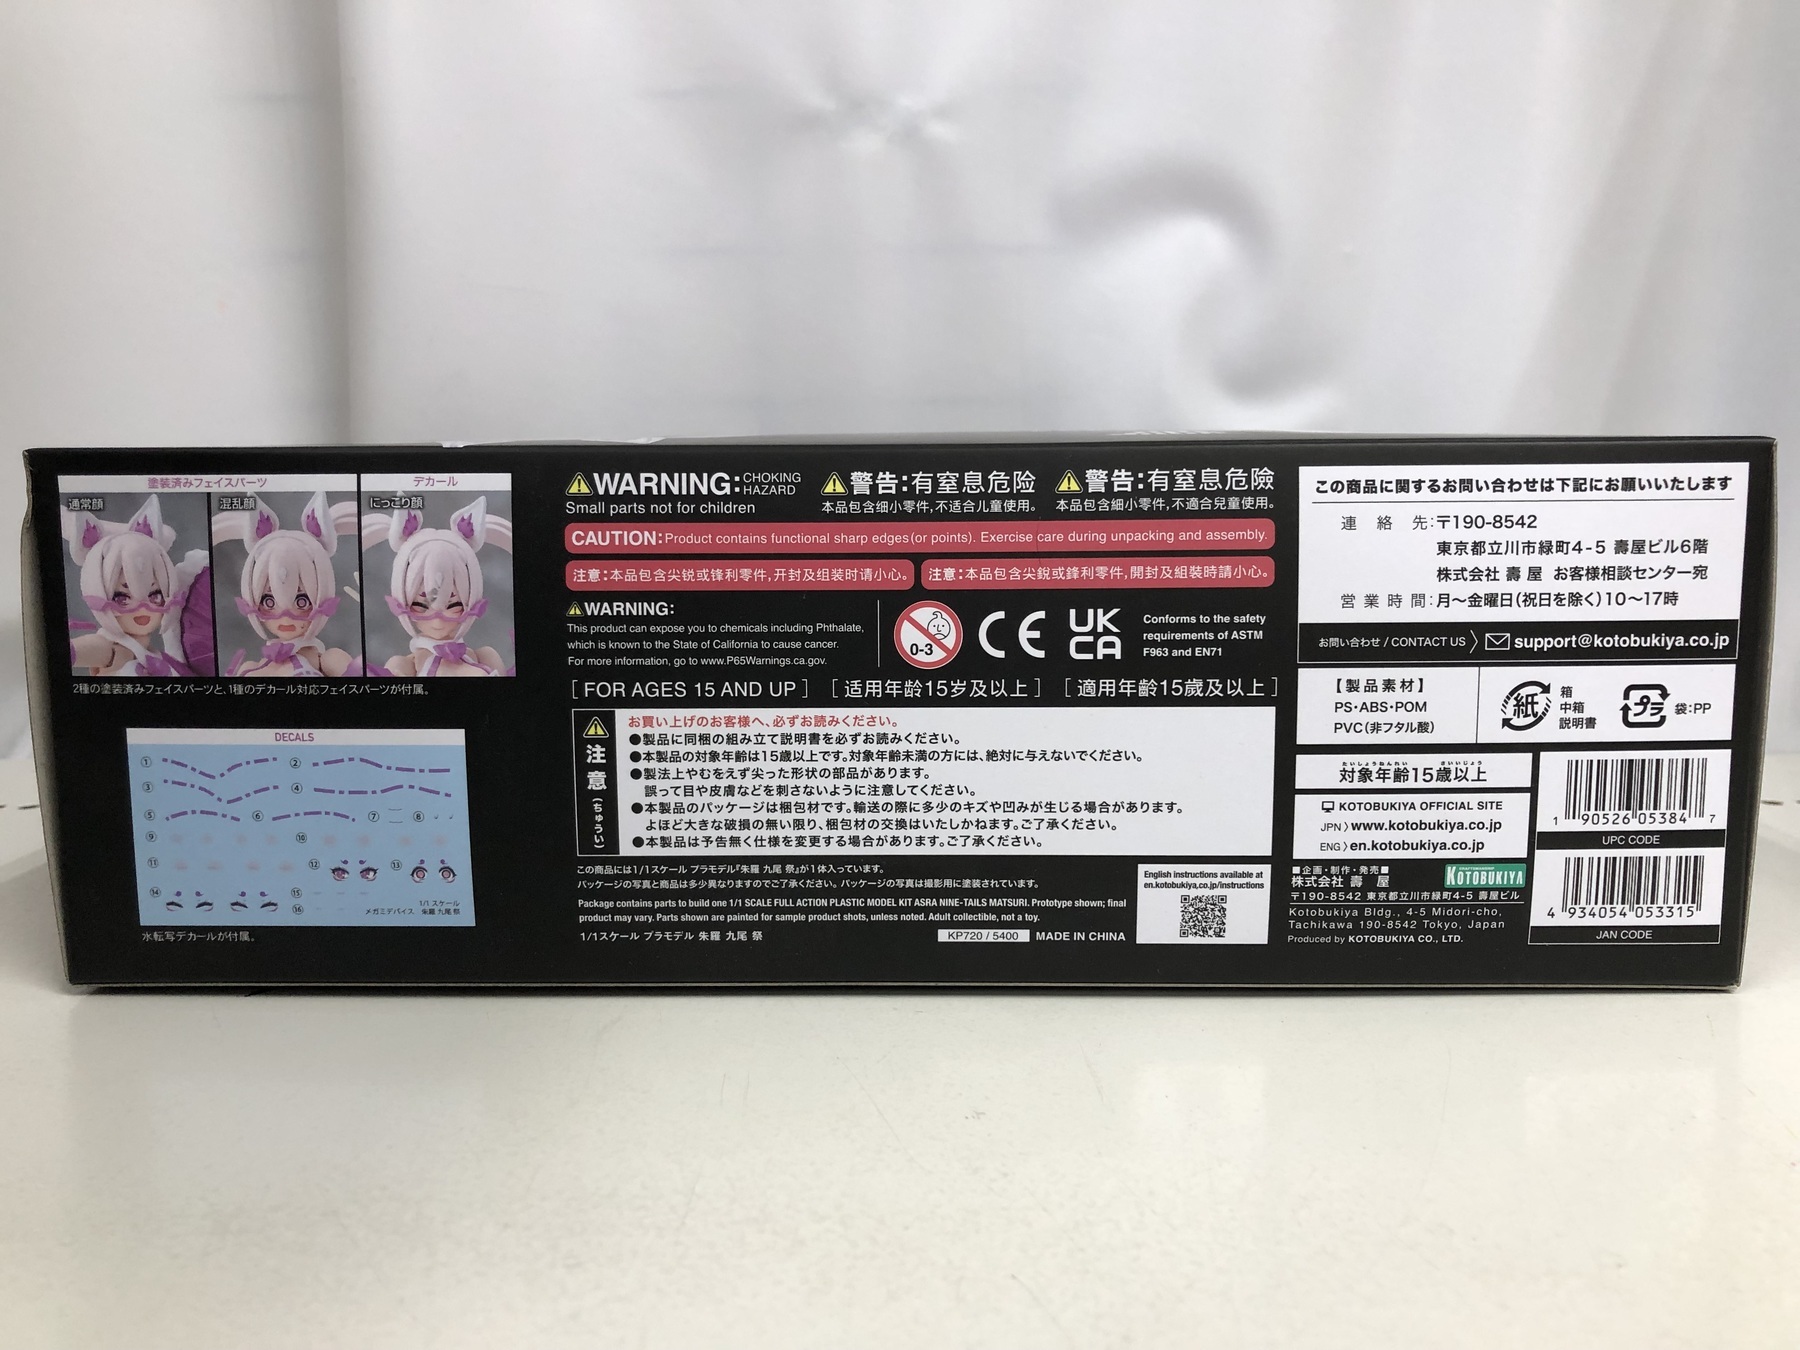 塗装済みフェイスパーツ
デカール
通常顔
混乱顔
にっこり顔
2種の塗装済みフェイスパーツと、1種のデカール対応フェイスパーツが付属。
DECALS
① ②
③ ④
⑤ ⑥ ⑦ ⑧
⑨ ⑩
⑪ ⑫ ⑬
⑭ ⑮
⑯
1/1 スケール
メガミデバイス 朱羅 九尾 祭
水転写デカールが付属。
WARNING: CHOKING HAZARD
Small parts not for children
警告:有窒息危险
本品包含细小零件,不适合儿童使用。
警告:有窒息危險
本品包含細小零件,不適合兒童使用。
CAUTION: Product contains functional sharp edges (or points). Exercise care during unpacking and assembly.
注意:本品包含尖锐或锋利零件,开封及组装时请小心。
注意:本品包含尖銳或鋒利零件,開封及組裝時請小心。
WARNING:
This product can expose you to chemicals including Phthalate,
which is known to the State of California to cause cancer.
For more information, go to www.P65Warnings.ca.gov.
0-3
CE
UK
CA
Conforms to the safety
requirements of ASTM
F963 and EN71
[ FOR AGES 15 AND UP ] [ 适用年龄15岁及以上 ] [ 適用年齡15歲及以上 ]
注意(ちゅうい)
お買い上げのお客様へ、必ずお読みください。
●製品に同梱の組み立て説明書を必ずお読みください。
●本製品の対象年齢は15歳以上です。対象年齢未満の方には、絶対に与えないでください。
●製法上やむをえず尖った形状の部品があります。
誤って目や皮膚などを刺さないように注意してください。
●本製品のパッケージは梱包材です。輸送の際に多少のキズや凹みが生じる場合があります。
よほど大きな破損の無い限り、梱包材の交換はいたしかねます。ご了承ください。
●本製品は予告無く仕様を変更する場合があります。ご了承ください。
この商品には1/1スケール プラモデル『朱羅 九尾 祭』が1体入っています。
パッケージの写真と商品は多少異なりますのでご了承ください。パッケージの写真は撮影用に塗装されています。
Package contains parts to build one 1/1 SCALE FULL ACTION PLASTIC MODEL KIT ASRA NINE-TAILS MATSURI. Prototype shown; final
product may vary. Parts shown are painted for sample product shots, unless noted. Adult collectible, not a toy.
1/1スケール プラモデル 朱羅 九尾 祭
KP720 / 5400
MADE IN CHINA
English instructions available at
en.kotobukiya.co.jp/instructions
この商品に関するお問い合わせは下記にお願いいたします
連絡先:〒190-8542
東京都立川市緑町4-5 壽屋ビル6階
株式会社 壽 屋 お客様相談センター宛
営業時間:月〜金曜日(祝日を除く)10〜17時
お問い合わせ / CONTACT US 〉 support@kotobukiya.co.jp
【製品素材】
PS・ABS・POM
PVC(非フタル酸)
紙
箱
中箱
説明書
プラ
袋:PP
たいしょうねんれい さいいじょう
対象年齢15歳以上
KOTOBUKIYA OFFICIAL SITE
JPN 〉www.kotobukiya.co.jp
ENG 〉en.kotobukiya.co.jp
■企画・制作・発売■
株式会社 壽 屋
KOTOBUKIYA
〒190-8542 東京都立川市緑町4-5 壽屋ビル
Kotobukiya Bldg., 4-5 Midori-cho,
Tachikawa 190-8542 Tokyo, Japan
Produced by KOTOBUKIYA CO., LTD.
1 90526 05384 7
UPC CODE
4 934054 053315
JAN CODE